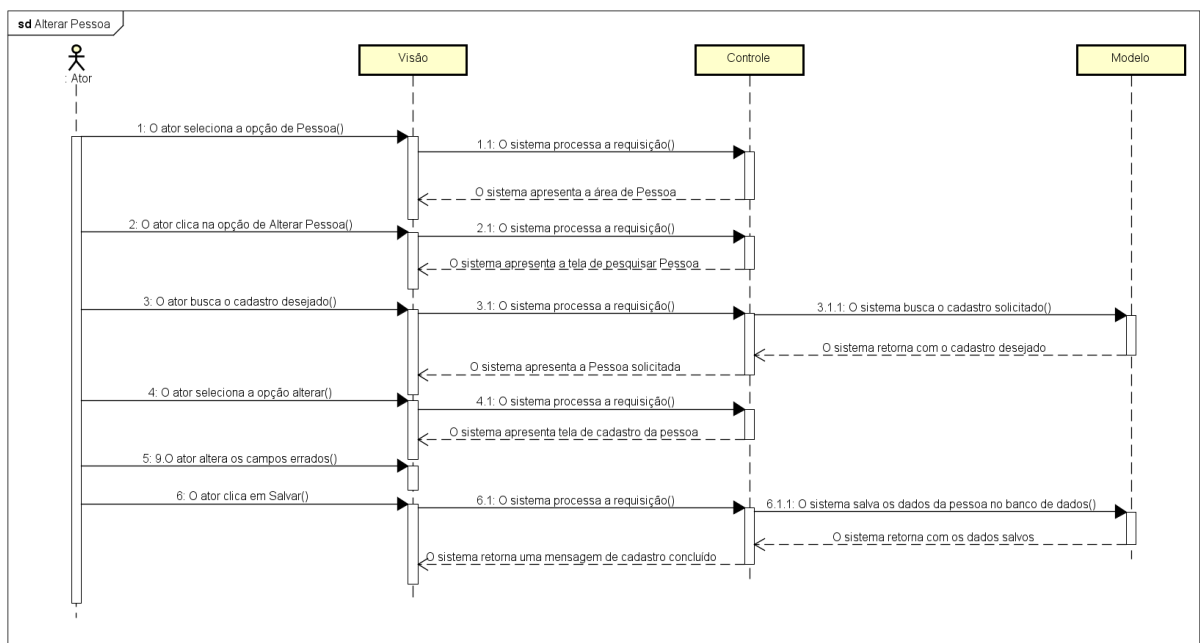 sd Alterar Pessoa
: Ator
Visão
Controle
Modelo
1: O ator seleciona a opção de Pessoa()
1.1: O sistema processa a requisição()
O sistema apresenta a área de Pessoa
2: O ator clica na opção de Alterar Pessoa()
2.1: O sistema processa a requisição()
O sistema apresenta a tela de pesquisar Pessoa
3: O ator busca o cadastro desejado()
3.1: O sistema processa a requisição()
3.1.1: O sistema busca o cadastro solicitado()
O sistema retorna com o cadastro desejado
O sistema apresenta a Pessoa solicitada
4: O ator seleciona a opção alterar()
4.1: O sistema processa a requisição()
O sistema apresenta tela de cadastro da pessoa
5: 9.O ator altera os campos errados()
6: O ator clica em Salvar()
6.1: O sistema processa a requisição()
6.1.1: O sistema salva os dados da pessoa no banco de dados()
O sistema retorna com os dados salvos
O sistema retorna uma mensagem de cadastro concluído